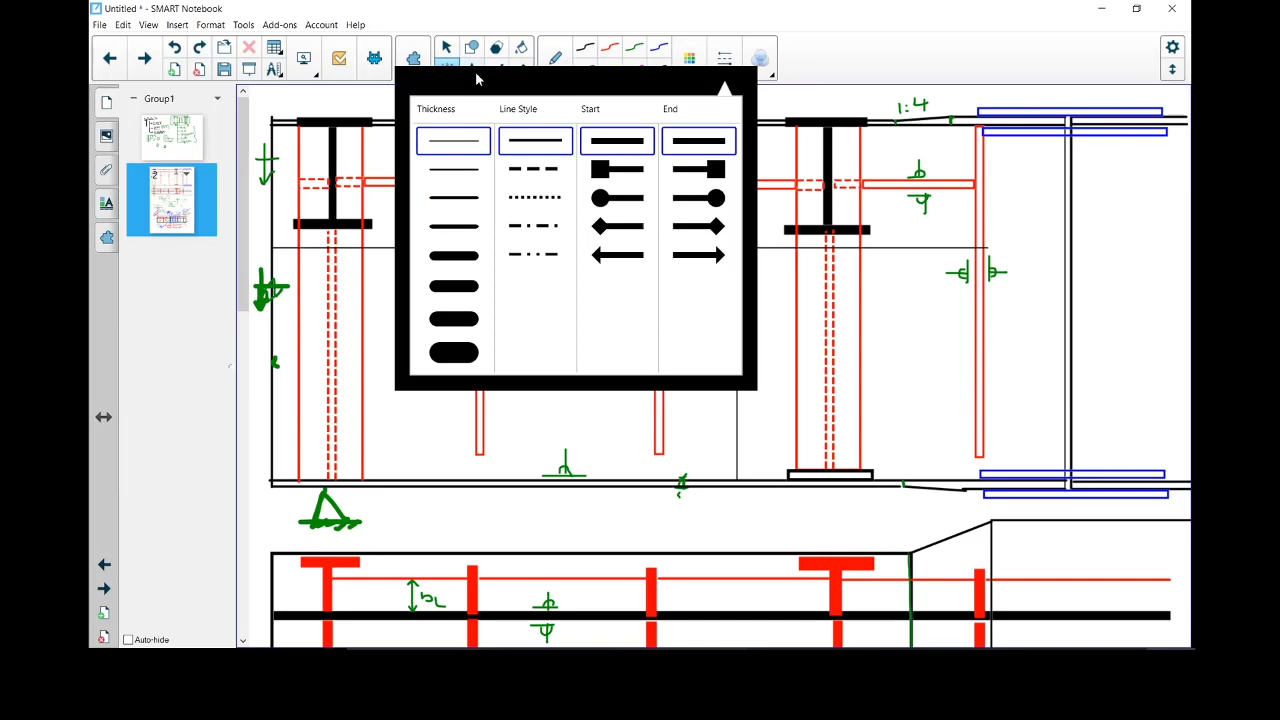 Untitled * - SMART Notebook
File Edit View Insert Format Tools Add-ons Account Help
Group1
Thickness Line Style Start End
1:4
Auto-hide